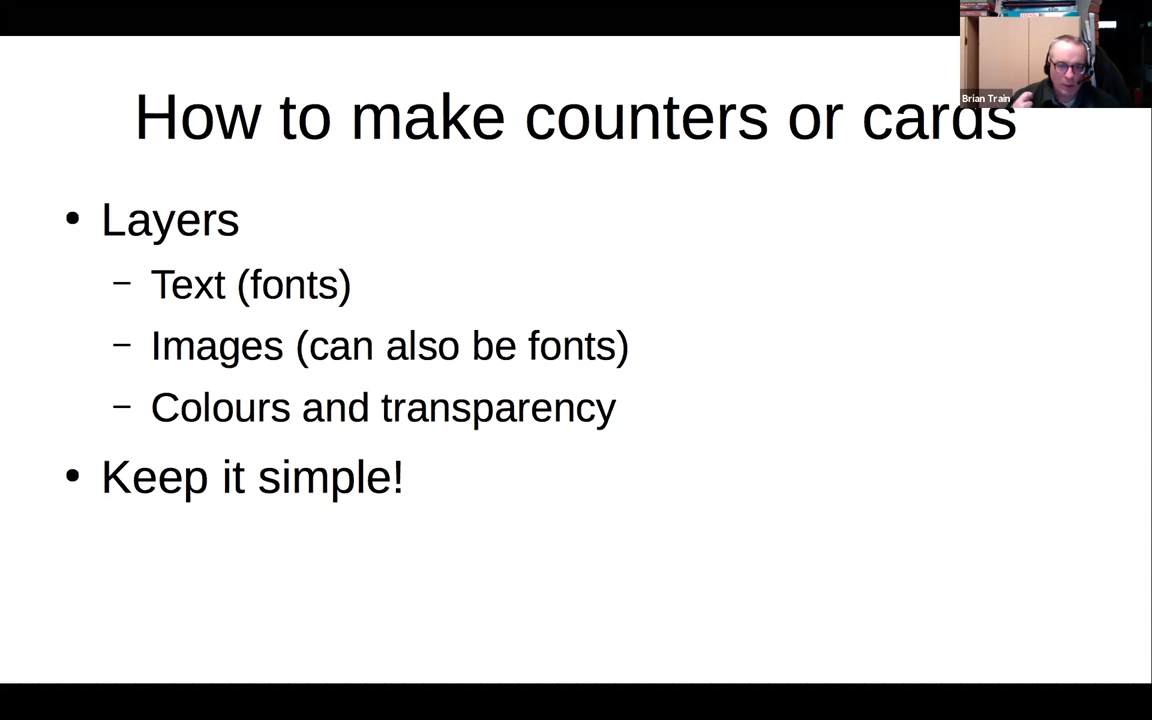 Brian Train
How to make counters or cards
• Layers
– Text (fonts)
– Images (can also be fonts)
– Colours and transparency
• Keep it simple!